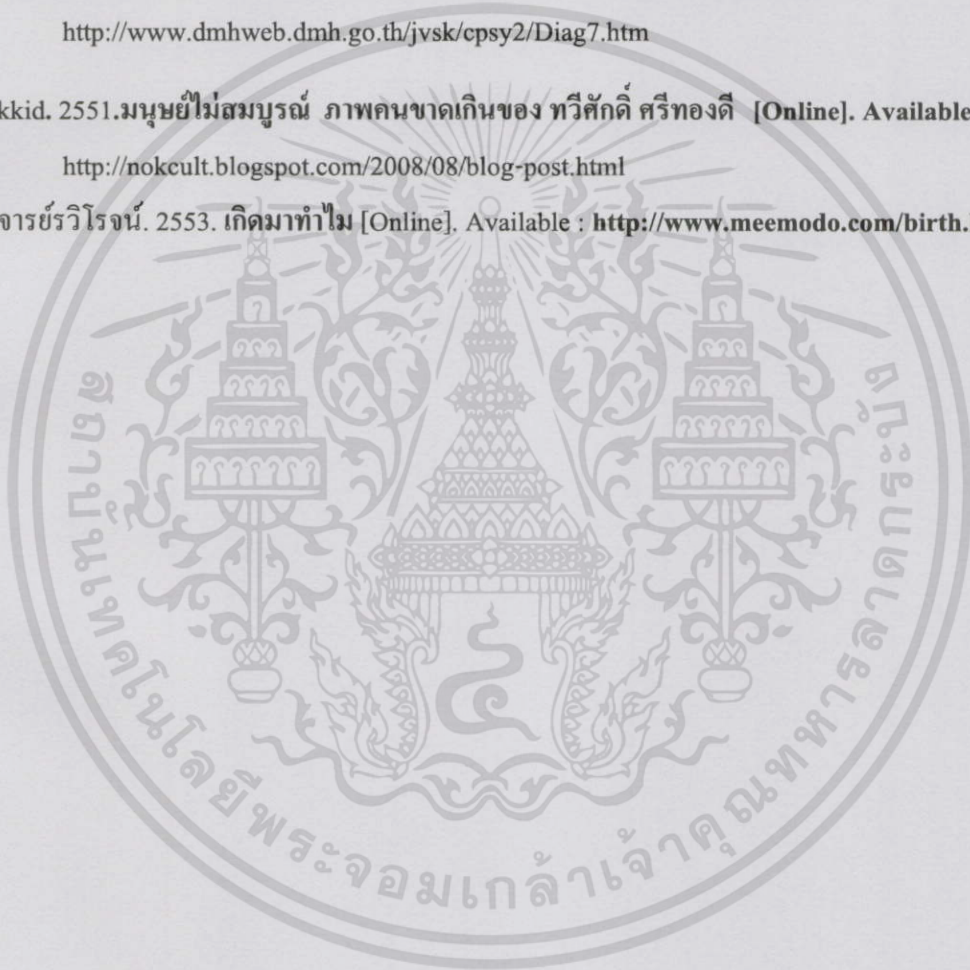 http://www.dmhweb.dmh.go.th/jvsk/cpsy2/Diag7.htm
kkid. 2551.มนุษย์ไม่สมบูรณ์ ภาพคนขาดเกินของ ทวีศักดิ์ ศรีทองดี [Online]. Available
http://nokcult.blogspot.com/2008/08/blog-post.html
จารย์รวิโรจน์. 2553. เกิดมาทำไม [Online]. Available : http://www.meemodo.com/birth.
สถาบันเทคโนโลยีพระจอมเกล้าเจ้าคุณทหารลาดกระบัง
๔